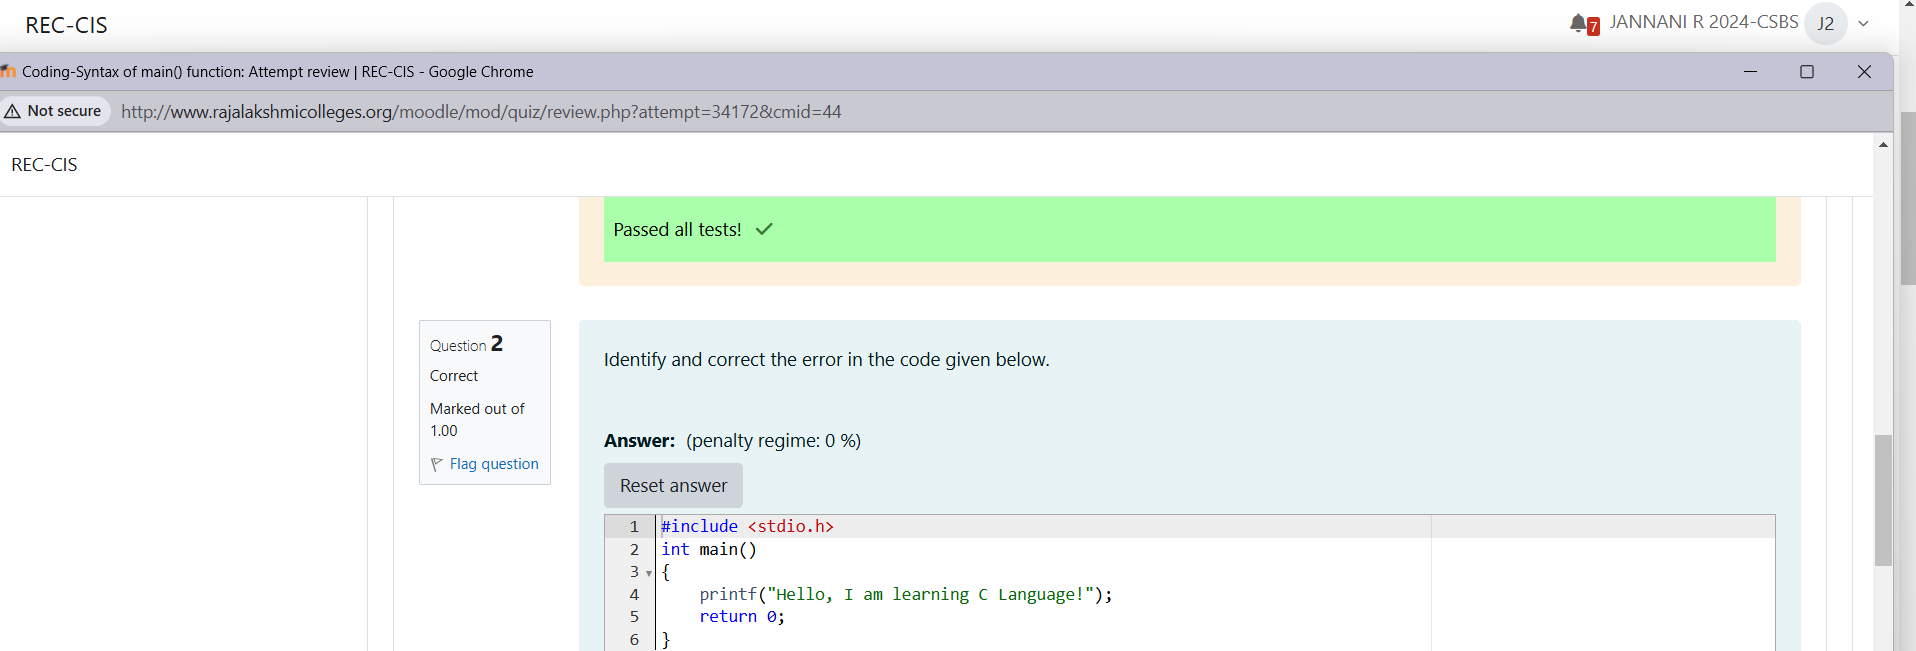 REC-CIS
7 JANNANI R 2024-CSBS J2
Coding-Syntax of main() function: Attempt review | REC-CIS - Google Chrome
Not secure http://www.rajalakshmicolleges.org/moodle/mod/quiz/review.php?attempt=34172&cmid=44
REC-CIS
Passed all tests!
Question 2
Correct
Marked out of
1.00
Flag question
Identify and correct the error in the code given below.
Answer: (penalty regime: 0 %)
Reset answer
1 #include <stdio.h>
2 int main()
3 {
4 printf("Hello, I am learning C Language!");
5 return 0;
6 }